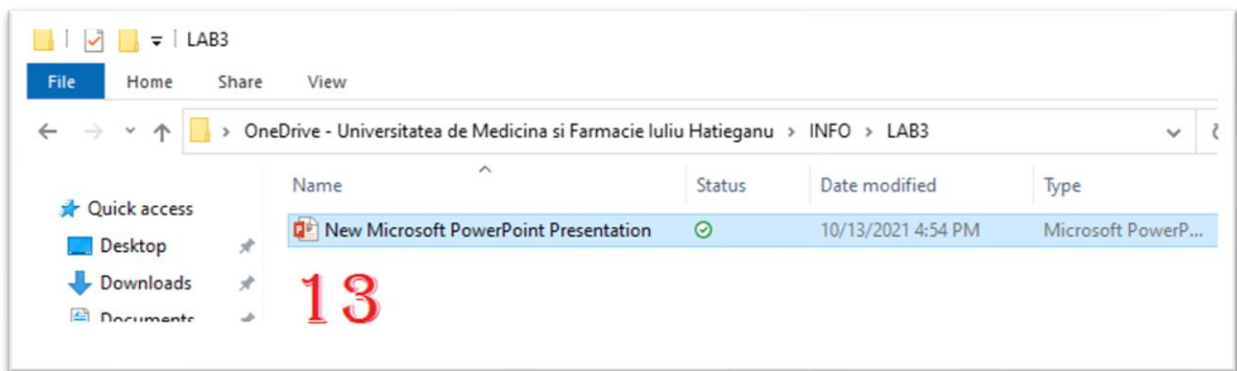 LAB3
File Home Share View
OneDrive - Universitatea de Medicina si Farmacie Iuliu Hatieganu > INFO > LAB3
Name Status Date modified Type
Quick access
New Microsoft PowerPoint Presentation 10/13/2021 4:54 PM Microsoft PowerP...
Desktop
Downloads
13
Documents